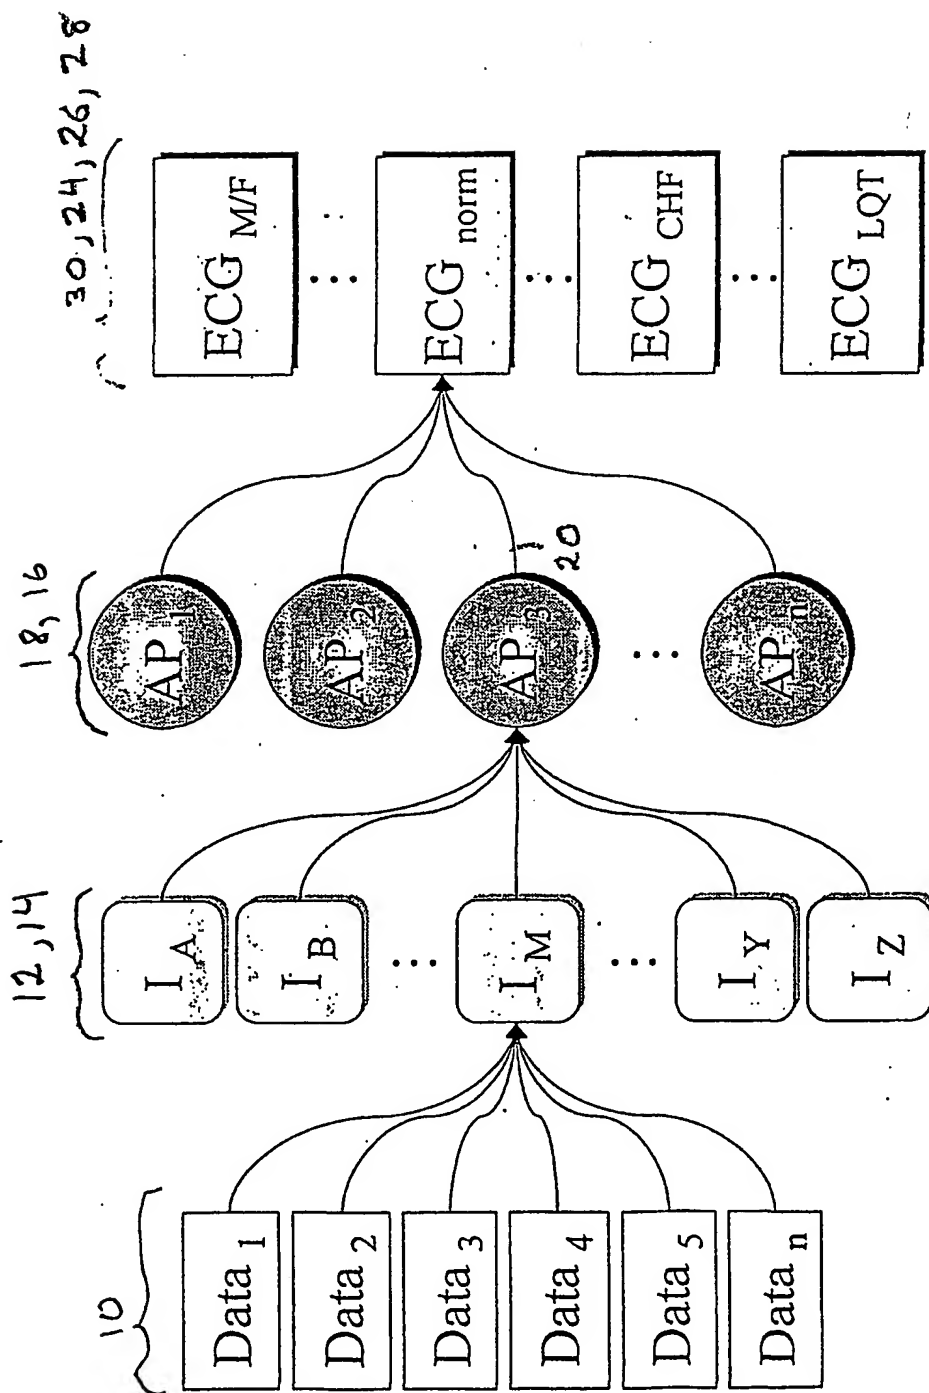 10
Data 1
Data 2
Data 3
Data 4
Data 5
Data n
12, 14
I A
I B
...
I M
...
I Y
I Z
18, 16
AP 1
AP 2
AP 3
20
...
AP n
30, 24, 26, 28
ECG M/F
...
ECG norm
...
ECG CHF
...
ECG LQT